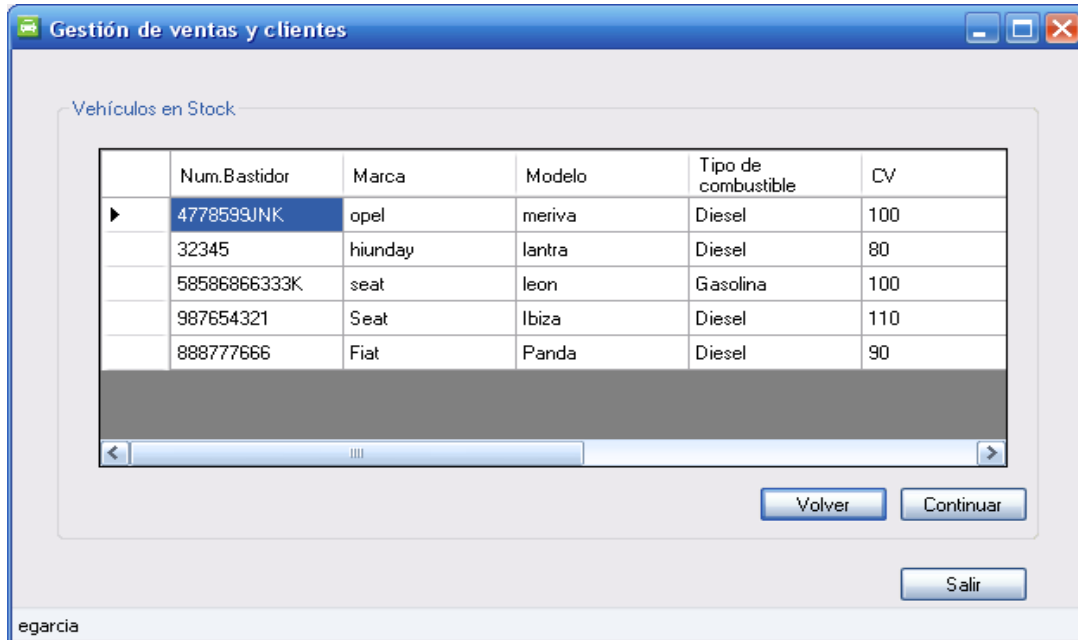 Gestión de ventas y clientes
Vehículos en Stock
Num.Bastidor Marca Modelo Tipo de combustible CV
4778599JNK opel meriva Diesel 100
32345 hiunday lantra Diesel 80
58586866333K seat leon Gasolina 100
987654321 Seat Ibiza Diesel 110
888777666 Fiat Panda Diesel 90
Volver Continuar
Salir
egarcia